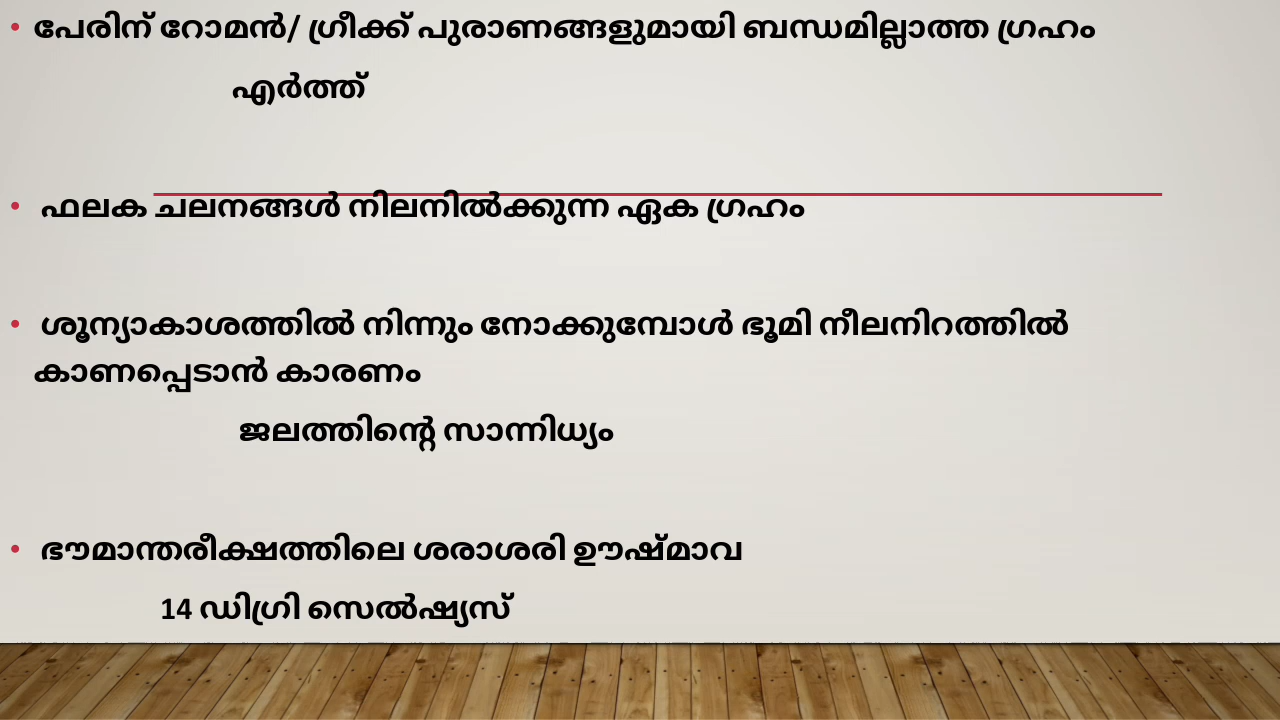 • പേരിന് റോമൻ/ ഗ്രീക്ക് പുരാണങ്ങളുമായി ബന്ധമില്ലാത്ത ഗ്രഹം
എർത്ത്
• ഫലക ചലനങ്ങൾ നിലനിൽക്കുന്ന ഏക ഗ്രഹം
• ശൂന്യാകാശത്തിൽ നിന്നും നോക്കുമ്പോൾ ഭൂമി നീലനിറത്തിൽ
കാണപ്പെടാൻ കാരണം
ജലത്തിന്റെ സാന്നിധ്യം
• ഭൗമാന്തരീക്ഷത്തിലെ ശരാശരി ഊഷ്മാവ
14 ഡിഗ്രി സെൽഷ്യസ്